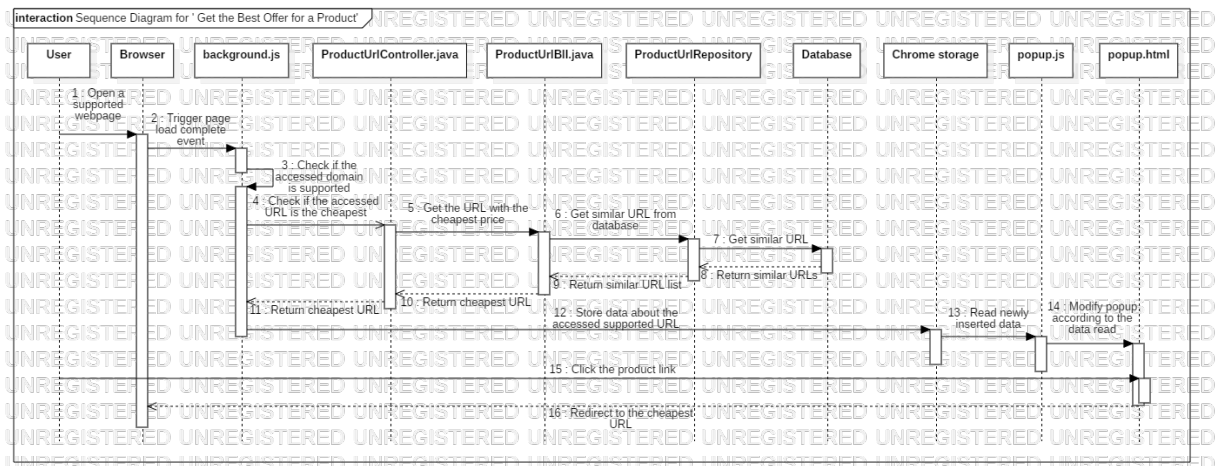 interaction Sequence Diagram for ' Get the Best Offer for a Product'
User
Browser
background.js
ProductUrlController.java
ProductUrlBll.java
ProductUrlRepository
Database
Chrome storage
popup.js
popup.html
1 : Open a
supported
webpage
2 : Trigger page
load complete
event
3 : Check if the
accessed domain
is supported
4 : Check if the accessed
URL is the cheapest
5 : Get the URL with the
cheapest price
6 : Get similar URL from
database
7 : Get similar URL
8 : Return similar URLs
9 : Return similar URL list
10 : Return cheapest URL
11 : Return cheapest URL
12 : Store data about the
accessed supported URL
13 : Read newly
inserted data
14 : Modify popup
according to the
data read
15 : Click the product link
16 : Redirect to the cheapest
URL
UNREGISTERED